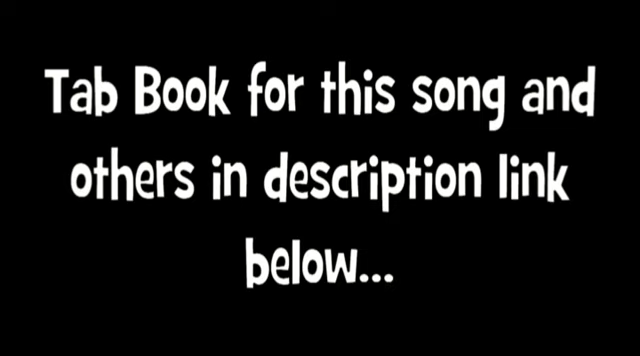 Tab Book for this song and
others in description link
below...